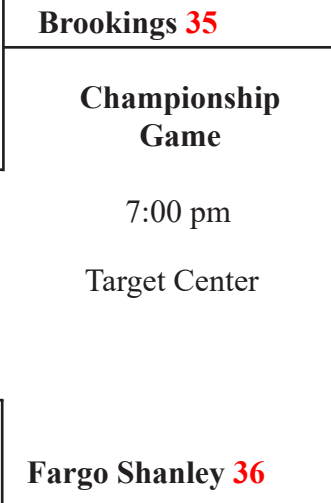 Brookings 35
Championship
Game
7:00 pm
Target Center
Fargo Shanley 36